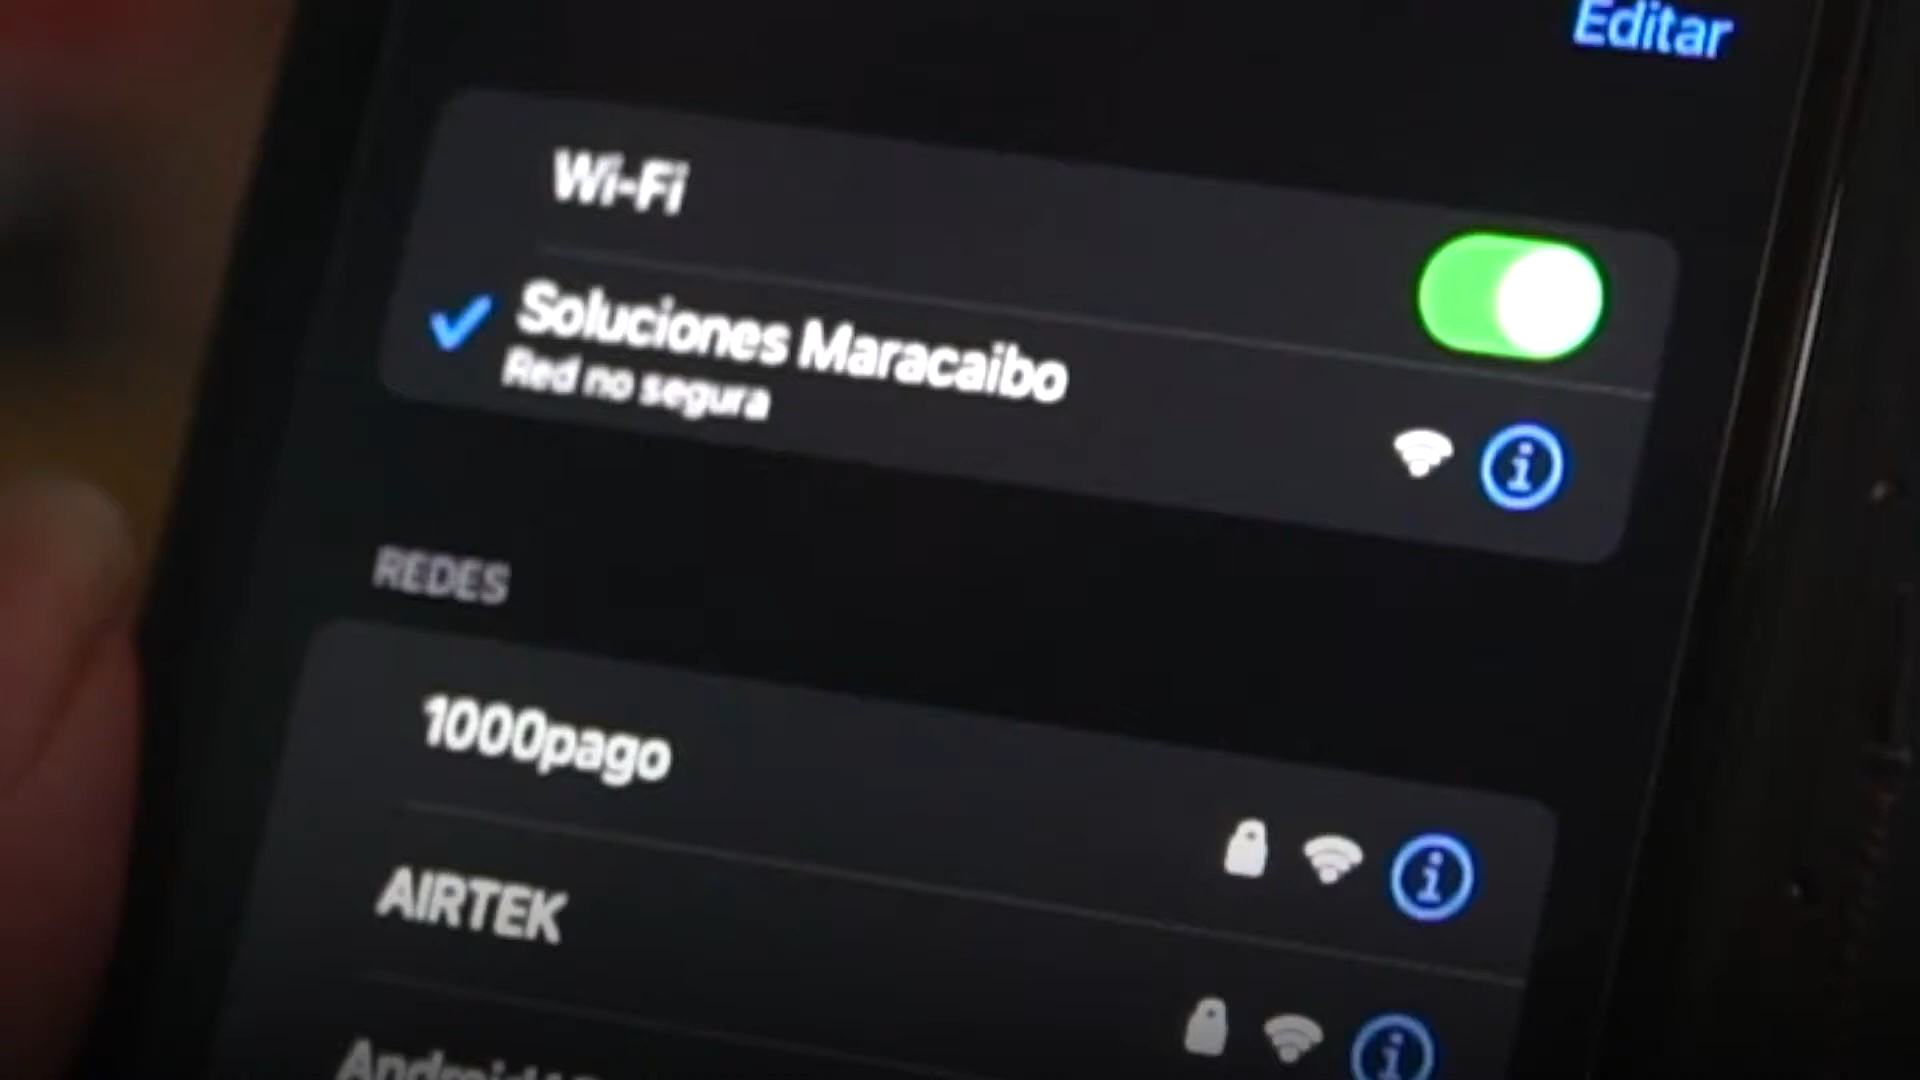 Editar
Wi-Fi
Soluciones Maracaibo
Red no segura
REDES
1000pago
AIRTEK